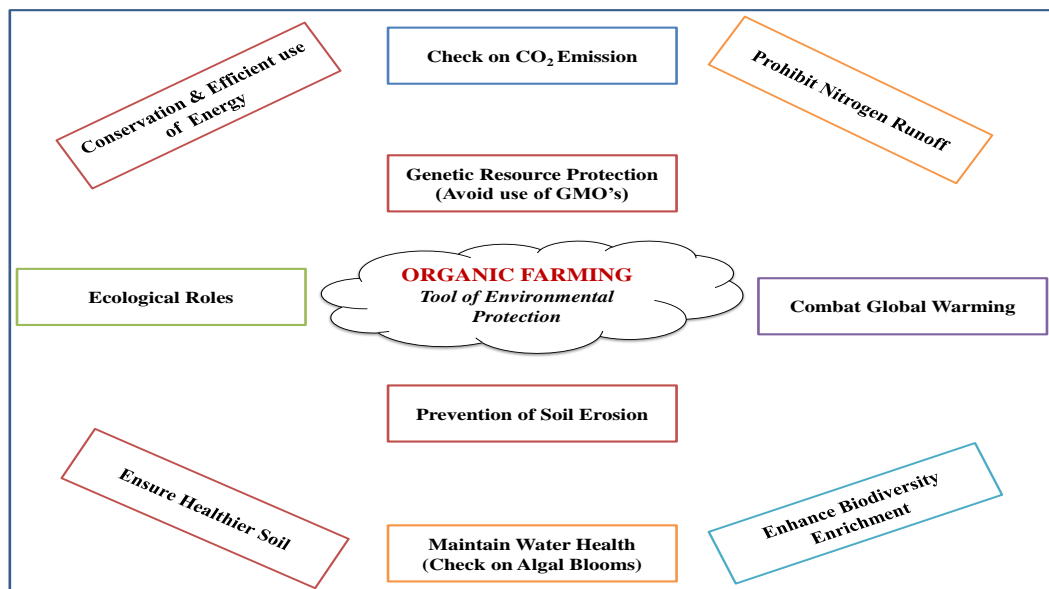 Conservation & Efficient use
of Energy
Check on CO₂ Emission
Prohibit Nitrogen Runoff
Genetic Resource Protection
(Avoid use of GMO’s)
Ecological Roles
ORGANIC FARMING
Tool of Environmental
Protection
Combat Global Warming
Prevention of Soil Erosion
Ensure Healthier Soil
Maintain Water Health
(Check on Algal Blooms)
Enhance Biodiversity
Enrichment